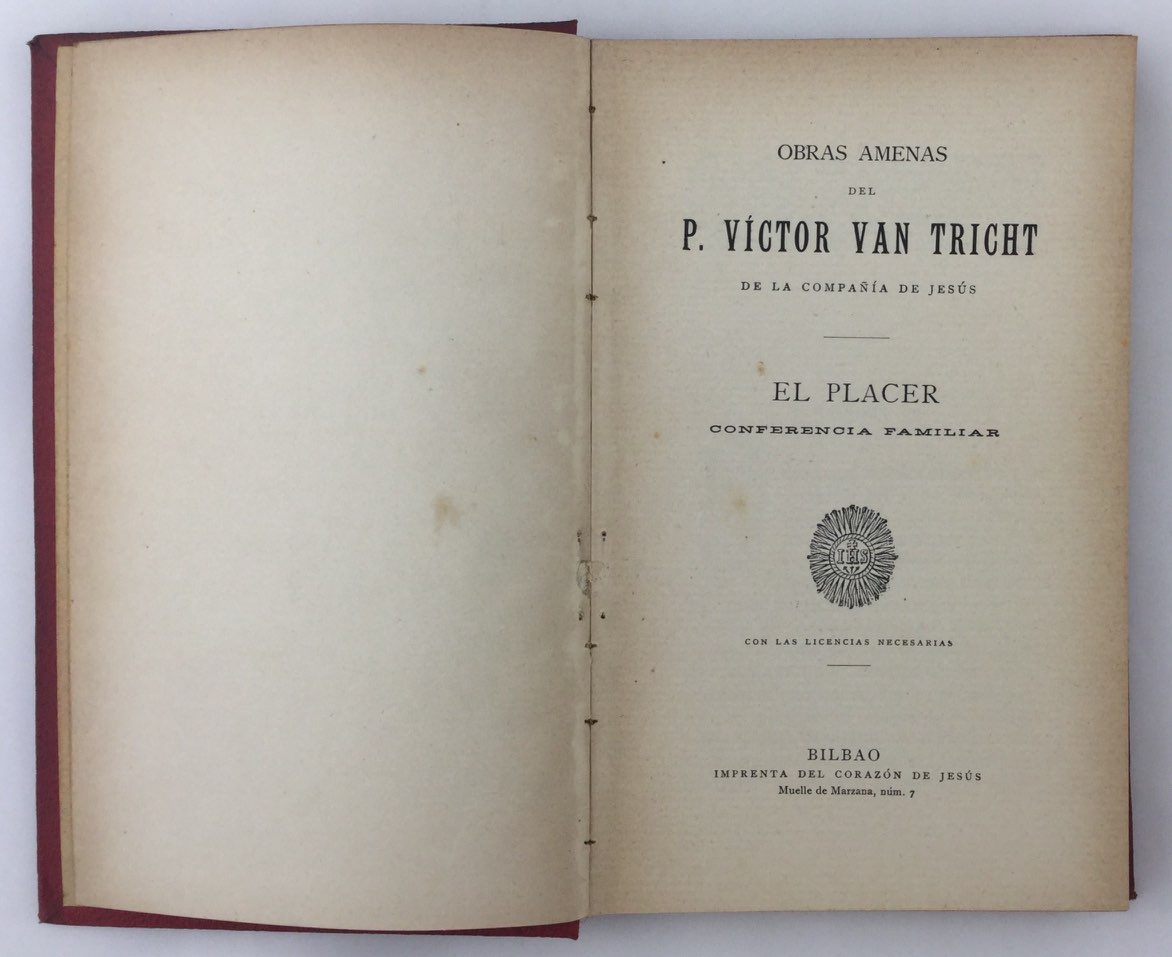 OBRAS AMENAS
DEL
P. VÍCTOR VAN TRICHT
DE LA COMPAÑÍA DE JESÚS
EL PLACER
CONFERENCIA FAMILIAR
IHS
CON LAS LICENCIAS NECESARIAS
BILBAO
IMPRENTA DEL CORAZÓN DE JESÚS
Muelle de Marzana, núm. 7